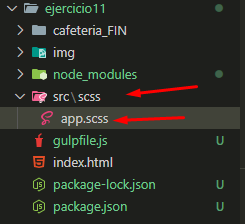 ejercicio11
cafeteria_FIN
img
node_modules
src\scss
app.scss
gulpfile.js U
index.html
package-lock.json U
package.json U